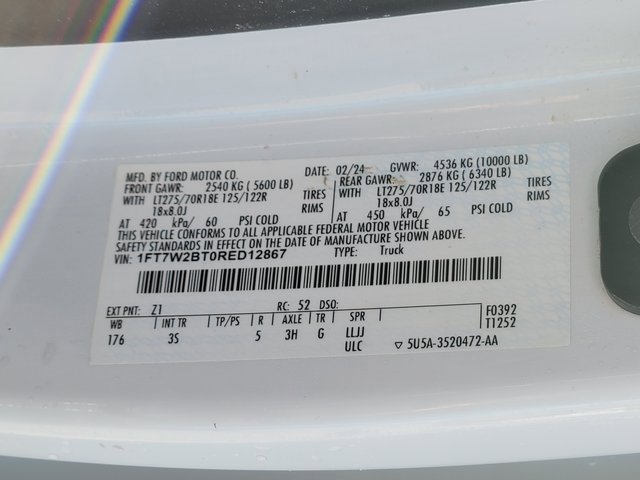 MFD. BY FORD MOTOR CO. DATE: 02/24 GVWR: 4536 KG (10000 LB)
FRONT GAWR: 2540 KG (5600 LB) REAR GAWR: 2876 KG (6340 LB)
WITH LT275/70R18E 125/122R TIRES WITH LT275/70R18E 125/122R TIRES
18x8.0J RIMS 18x8.0J RIMS
AT 420 kPa/ 60 PSI COLD AT 450 kPa/ 65 PSI COLD
THIS VEHICLE CONFORMS TO ALL APPLICABLE FEDERAL MOTOR VEHICLE
SAFETY STANDARDS IN EFFECT ON THE DATE OF MANUFACTURE SHOWN ABOVE.
VIN: 1FT7W2BT0RED12867 TYPE: Truck
EXT PNT: Z1 RC: 52 DSO: F0392
WB INT TR TP/PS R AXLE TR SPR T1252
176 3S 5 3H G LLJJ
ULC ▽ 5U5A-3520472-AA